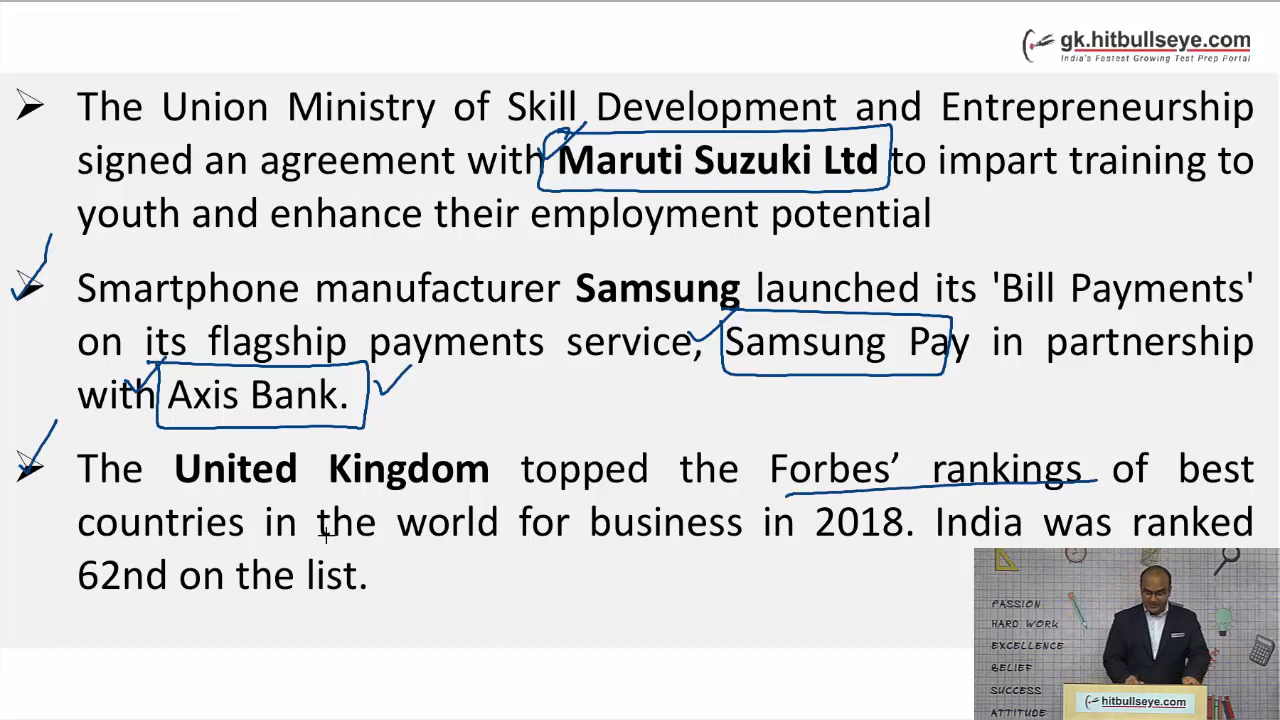 gk.hitbullseye.com
India's Fastest Growing Test Prep Portal
The Union Ministry of Skill Development and Entrepreneurship
signed an agreement with Maruti Suzuki Ltd to impart training to
youth and enhance their employment potential
Smartphone manufacturer Samsung launched its 'Bill Payments'
on its flagship payments service, Samsung Pay in partnership
with Axis Bank.
The United Kingdom topped the Forbes’ rankings of best
countries in the world for business in 2018. India was ranked
62nd on the list.
PASSION
HARD WORK
EXCELLENCE
BELIEF
SUCCESS
ATTITUDE
hitbullseye.com